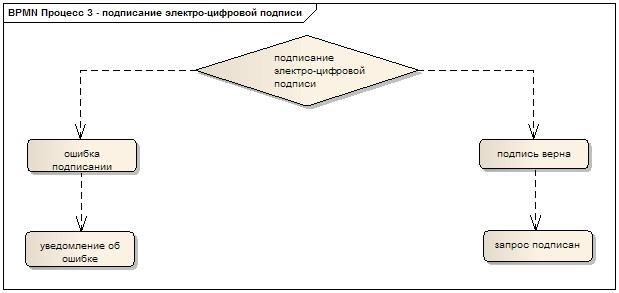 BPMN Процесс 3 - подписание электро-цифровой подписи
подписание
электро-цифровой
подписи
ошибка
подписании
подпись верна
уведомление об
ошибке
запрос подписан